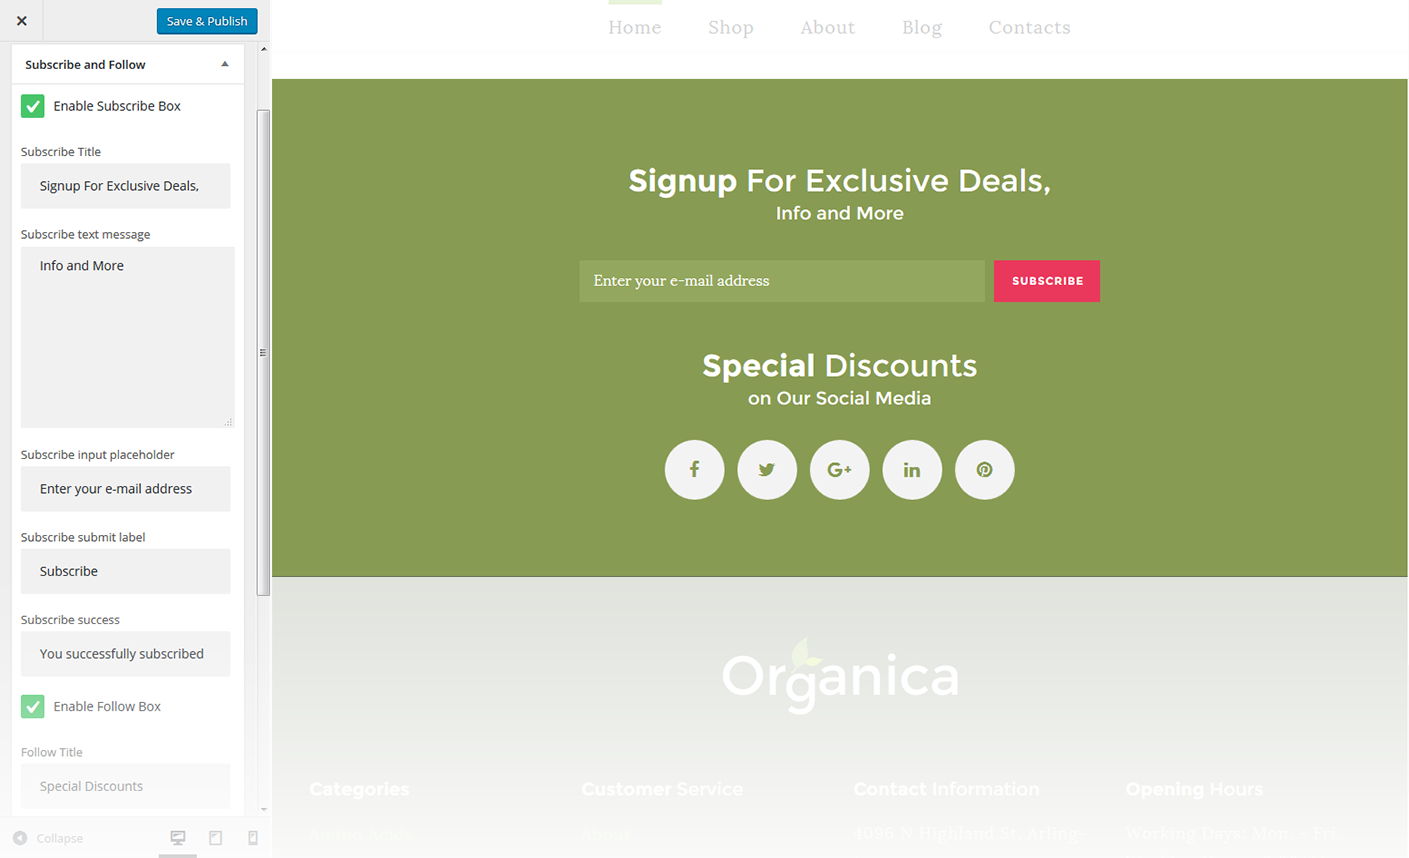 Save & Publish
Subscribe and Follow
Enable Subscribe Box
Subscribe Title
Signup For Exclusive Deals,
Subscribe text message
Info and More
Subscribe input placeholder
Enter your e-mail address
Subscribe submit label
Subscribe
Subscribe success
You successfully subscribed
Enable Follow Box
Follow Title
Special Discounts
Collapse
Home Shop About Blog Contacts
Signup For Exclusive Deals,
Info and More
Enter your e-mail address SUBSCRIBE
Special Discounts
on Our Social Media
Organica
Categories Customer Service Contact Information Opening Hours
4096 N Highland St, Arling Working Days: Mon. Fri.